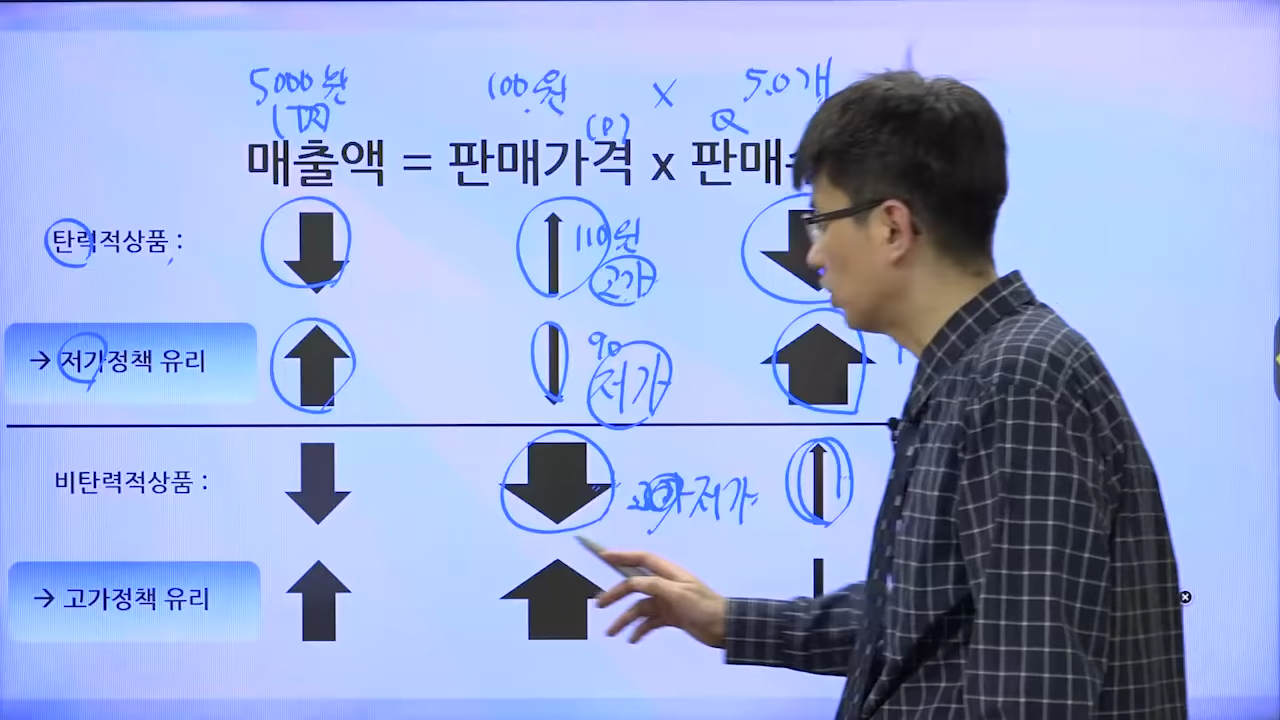 5000원 100원 x 50개
(TR) (P) Q
매출액 = 판매가격 x 판매
탄력적상품 :
110원
고가
→ 저가정책 유리
90
저가
비탄력적상품 :
저가
→ 고가정책 유리